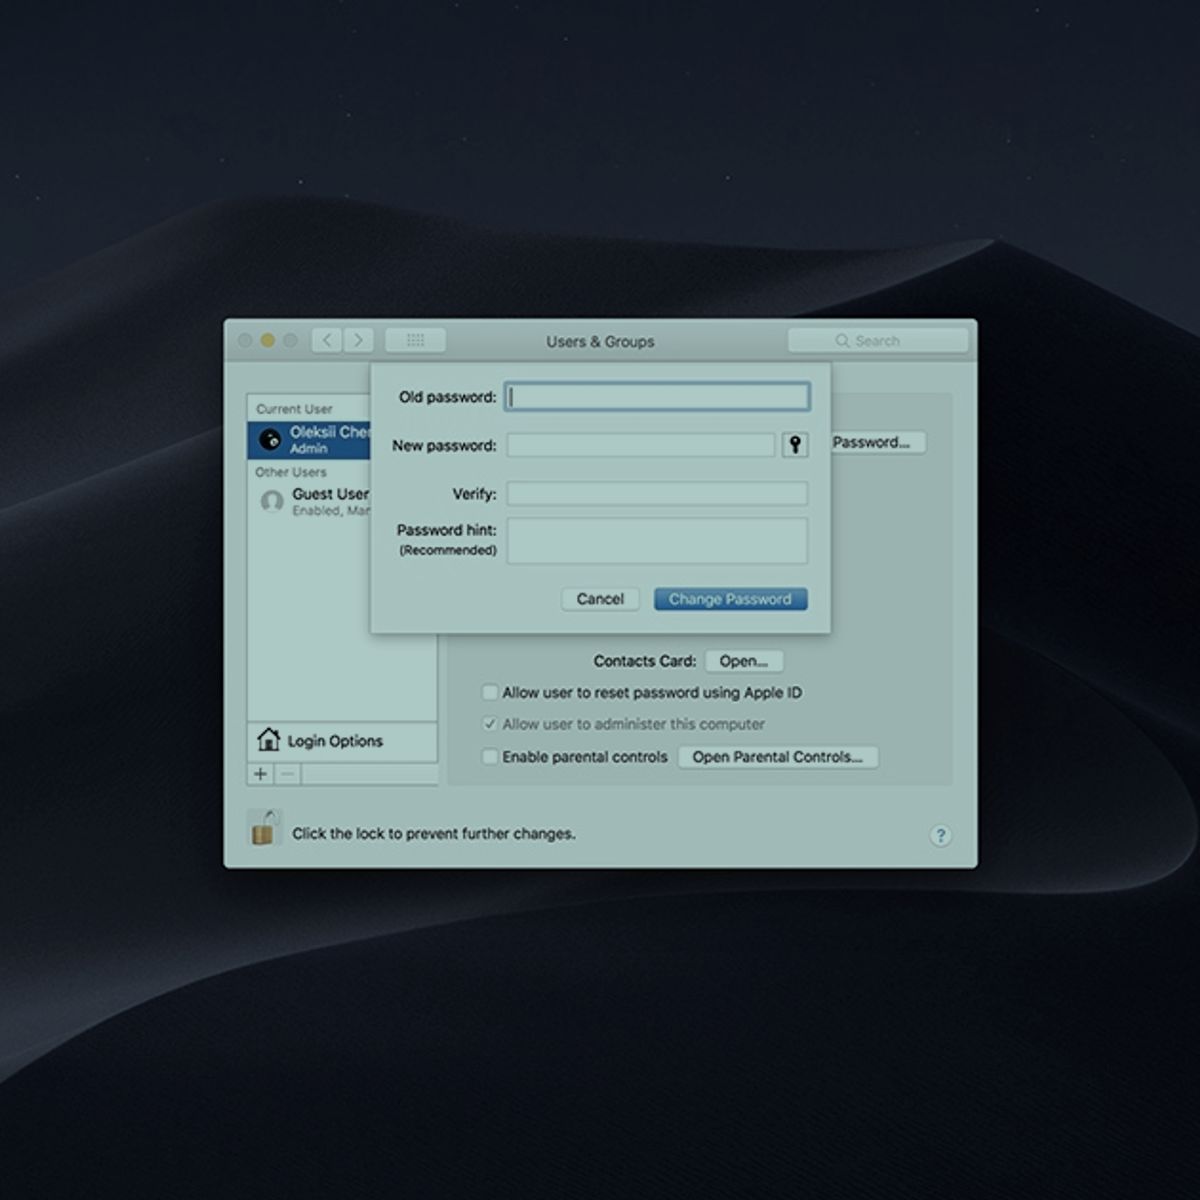 Users & Groups
Search
Old password:
Current User
Oleksii Cher
Admin
New password:
Password...
Other Users
Guest User
Enabled, Mar
Verify:
Password hint:
(Recommended)
Cancel
Change Password
Contacts Card:
Open...
Allow user to reset password using Apple ID
Allow user to administer this computer
Login Options
Enable parental controls
Open Parental Controls...
Click the lock to prevent further changes.
?